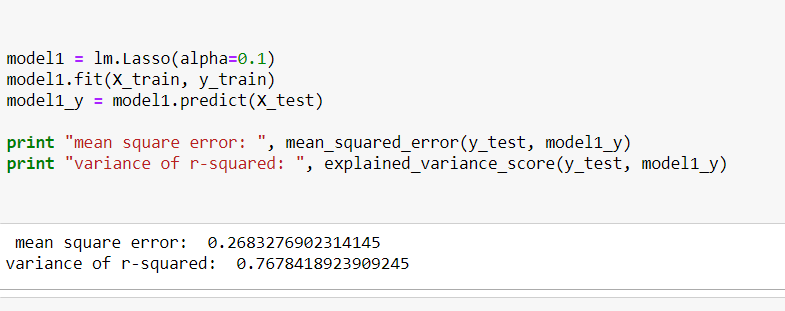 model1 = lm.Lasso(alpha=0.1)
model1.fit(X_train, y_train)
model1_y = model1.predict(X_test)
print "mean square error: ", mean_squared_error(y_test, model1_y)
print "variance of r-squared: ", explained_variance_score(y_test, model1_y)
mean square error:  0.2683276902314145
variance of r-squared:  0.7678418923909245